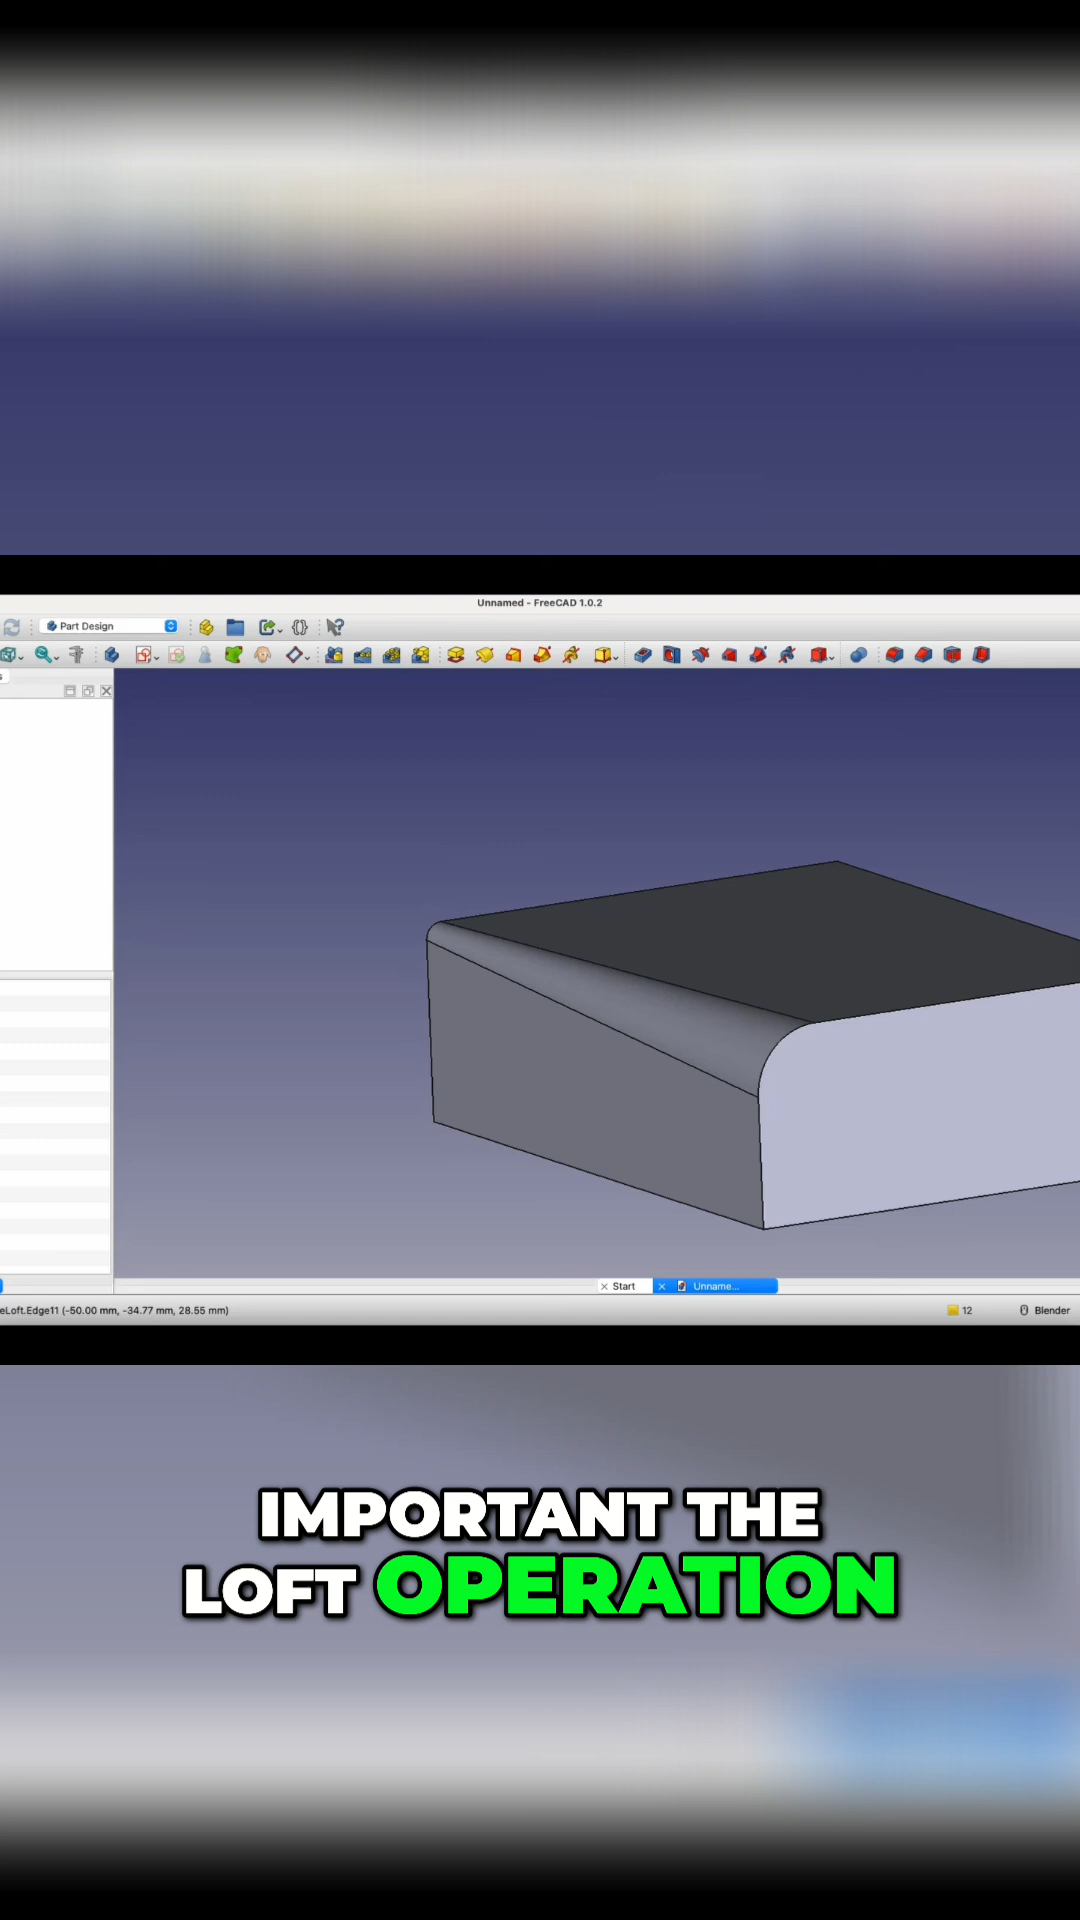 Unnamed - FreeCAD 1.0.2
Part Design
Start
Unname...
eLoft.Edge11 (-50.00 mm, -34.77 mm, 28.55 mm)
12
Blender
IMPORTANT THE
LOFT OPERATION